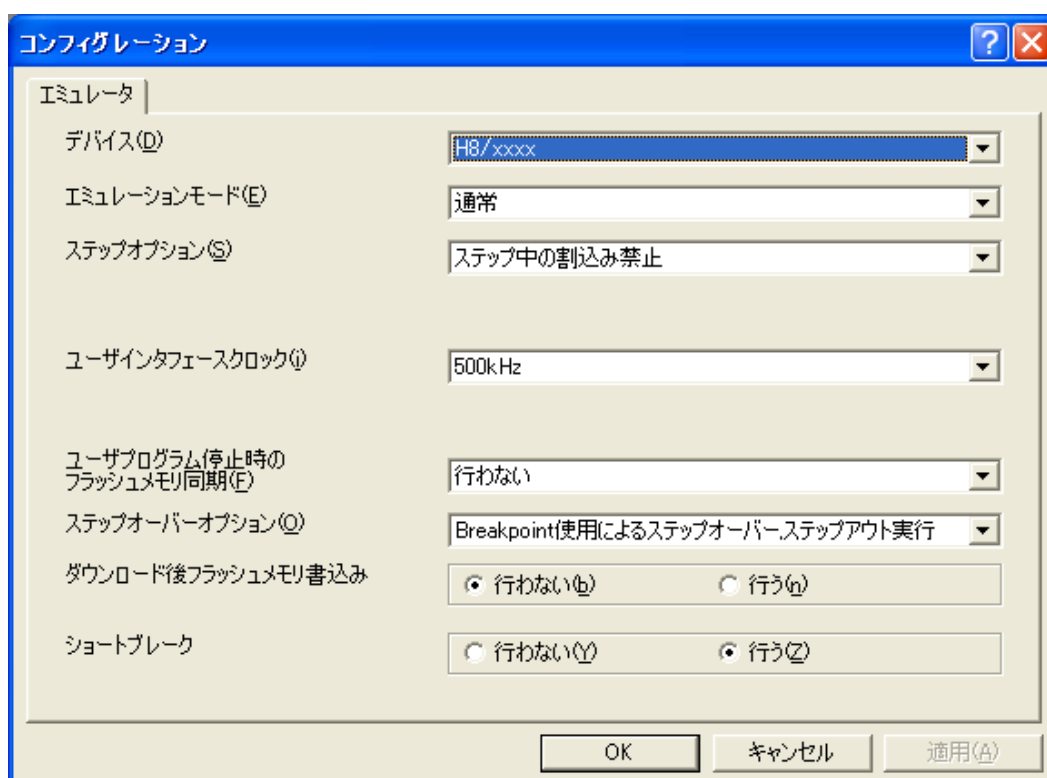 コンフィグレーション
エミュレータ
デバイス(D)
H8/xxxx
エミュレーションモード(E)
通常
ステップオプション(S)
ステップ中の割込み禁止
ユーザインタフェースクロック(i)
500kHz
ユーザプログラム停止時の
フラッシュメモリ同期(F)
行わない
ステップオーバーオプション(O)
Breakpoint使用によるステップオーバー,ステップアウト実行
ダウンロード後フラッシュメモリ書込み
行わない(b) 行う(n)
ショートブレーク
行わない(Y) 行う(Z)
OK キャンセル 適用(A)